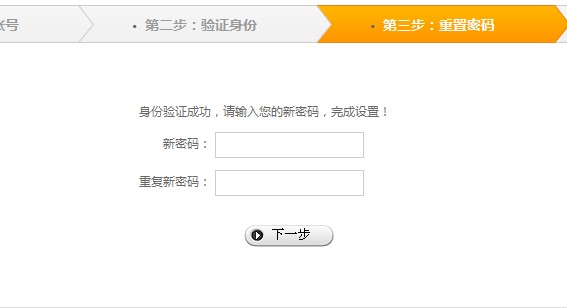 账号
• 第二步：验证身份
• 第三步：重置密码
身份验证成功，请输入您的新密码，完成设置！
新密码：
重复新密码：
下一步